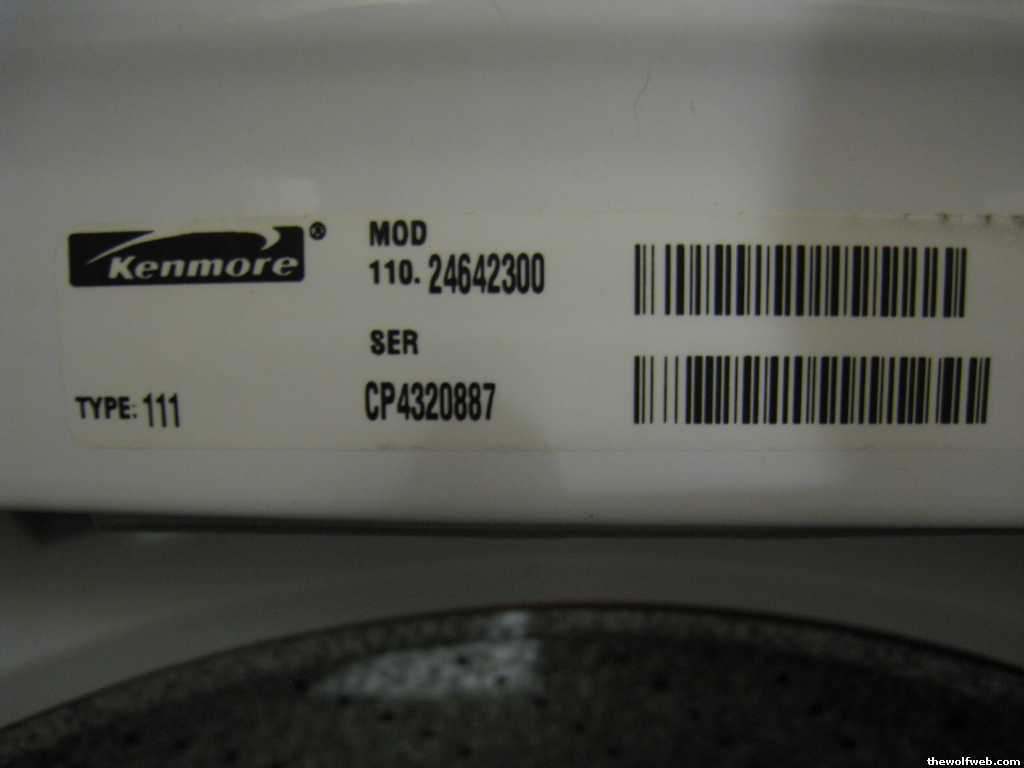 Kenmore®
MOD
110. 24642300
SER
CP4320887
TYPE: 111
thewolfweb.com